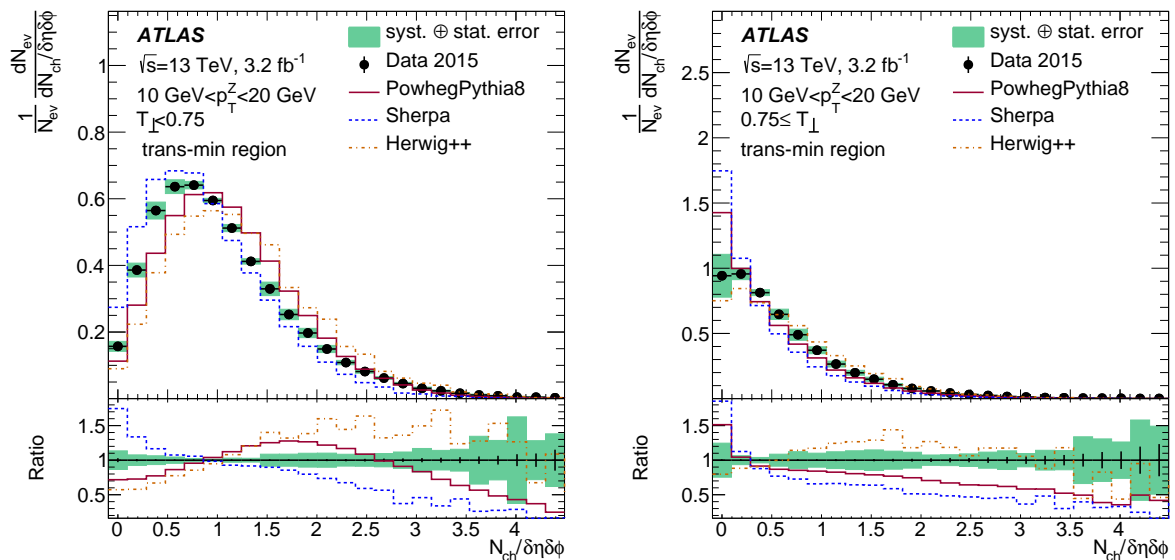 1/N_ev dN_ev/dN_ch/δηδϕ
ATLAS
√s=13 TeV, 3.2 fb⁻¹
10 GeV<p_T^Z<20 GeV
T_⊥<0.75
trans-min region
syst. ⊕ stat. error
Data 2015
PowhegPythia8
Sherpa
Herwig++
1
0.8
0.6
0.4
0.2
Ratio
1.5
1
0.5
0 0.5 1 1.5 2 2.5 3 3.5 4
N_ch/δηδϕ
1/N_ev dN_ev/dN_ch/δηδϕ
ATLAS
√s=13 TeV, 3.2 fb⁻¹
10 GeV<p_T^Z<20 GeV
0.75≤ T_⊥
trans-min region
syst. ⊕ stat. error
Data 2015
PowhegPythia8
Sherpa
Herwig++
2.5
2
1.5
1
0.5
Ratio
1.5
1
0.5
0 0.5 1 1.5 2 2.5 3 3.5 4
N_ch/δηδϕ